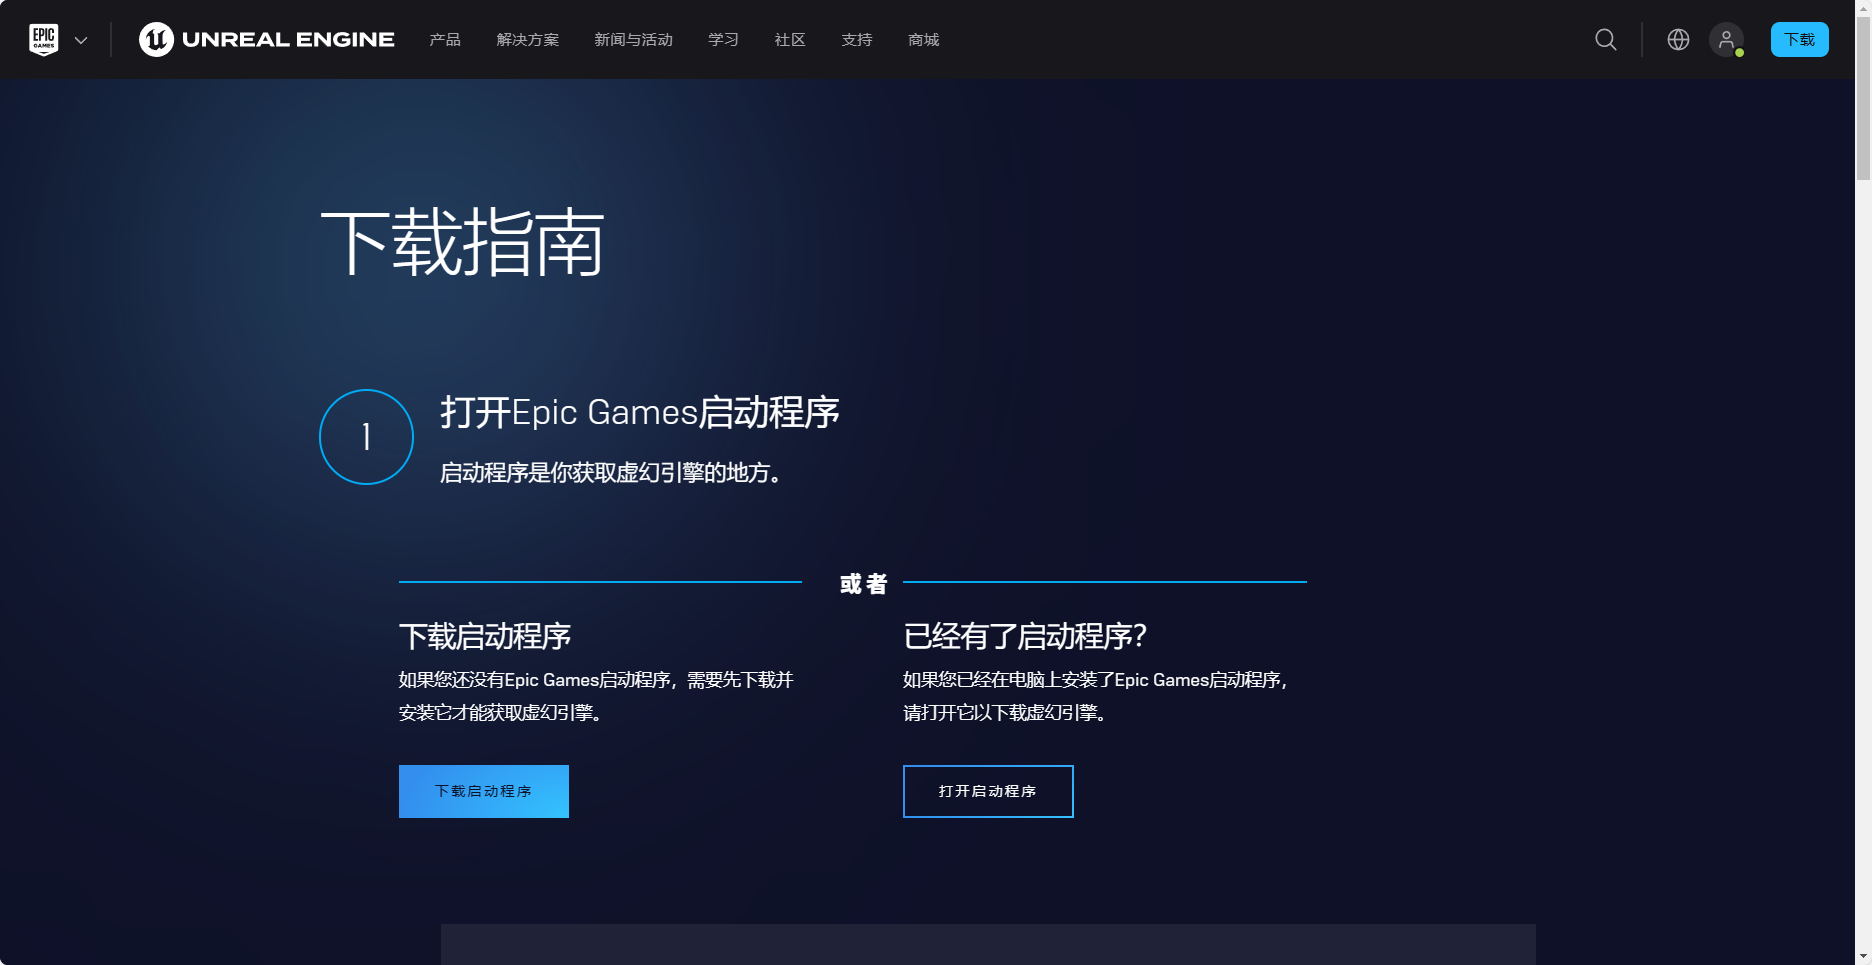 EPIC GAMES
UNREAL ENGINE 产品 解决方案 新闻与活动 学习 社区 支持 商城 下载
下载指南
1
打开Epic Games启动程序
启动程序是你获取虚幻引擎的地方。
或者
下载启动程序
如果您还没有Epic Games启动程序，需要先下载并
安装它才能获取虚幻引擎。
下载启动程序
已经有了启动程序？
如果您已经在电脑上安装了Epic Games启动程序，
请打开它以下载虚幻引擎。
打开启动程序